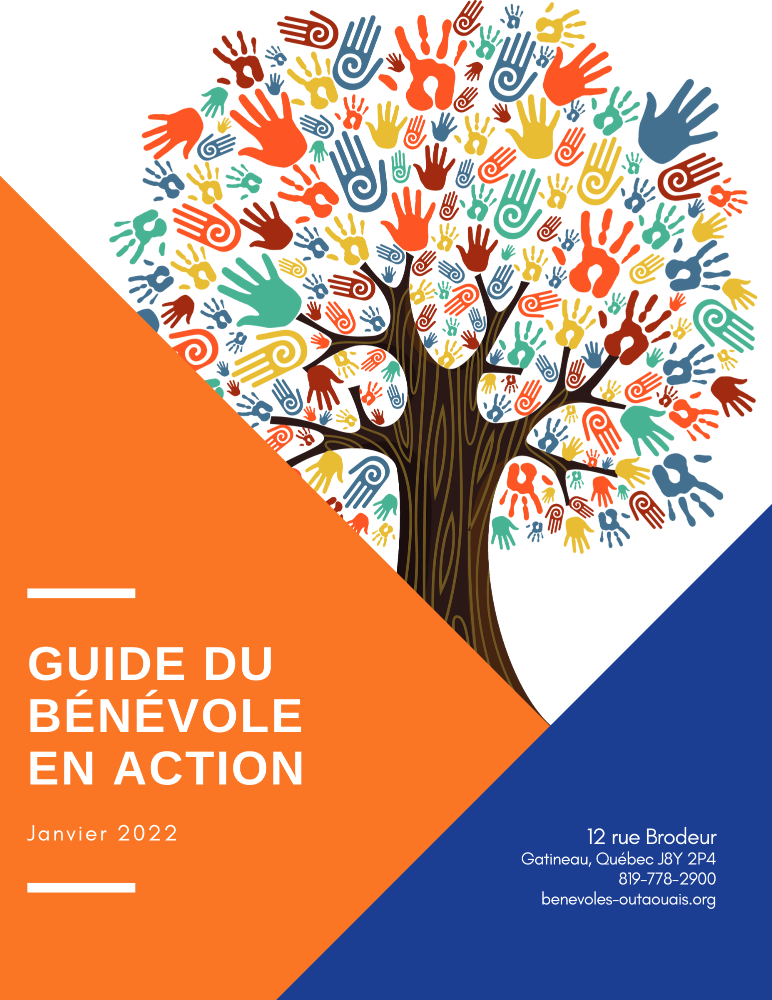 GUIDE DU
BÉNÉVOLE
EN ACTION
Janvier 2022
12 rue Brodeur
Gatineau, Québec J8Y 2P4
819-778-2900
benevoles-outaouais.org